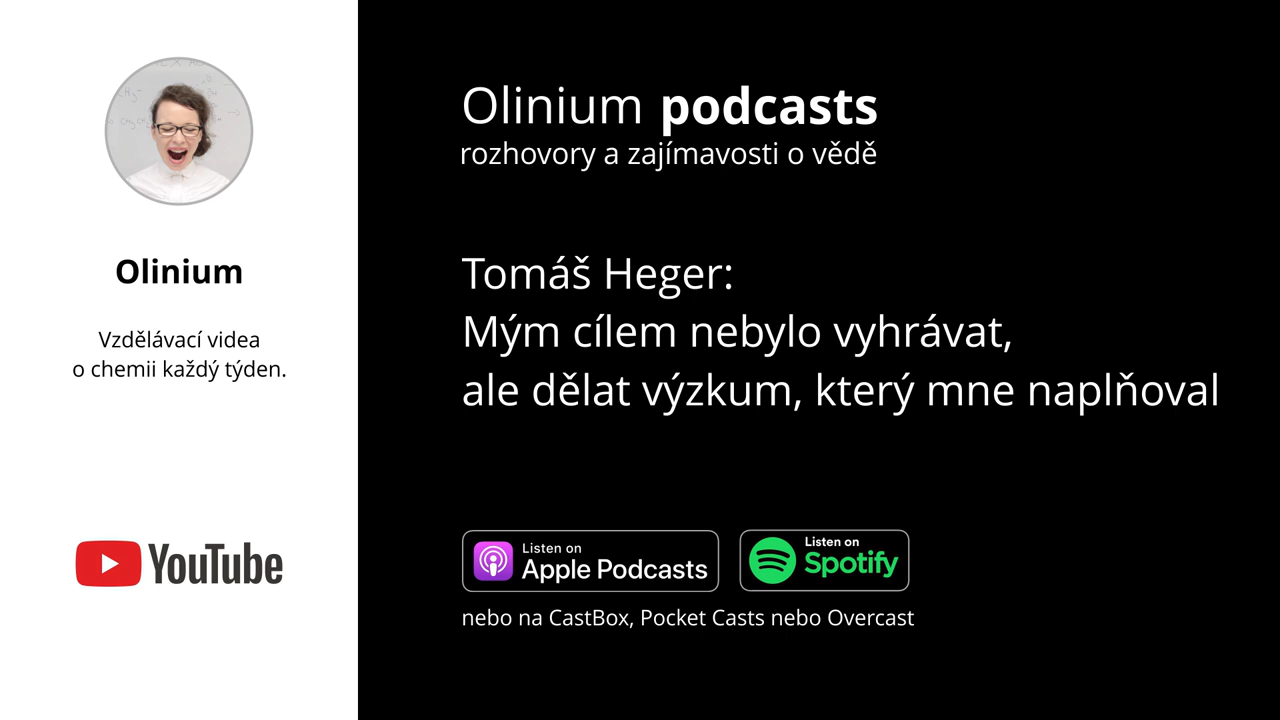 Olinium
Vzdělávací videa
o chemii každý týden.
YouTube
Olinium podcasts
rozhovory a zajímavosti o vědě
Tomáš Heger:
Mým cílem nebylo vyhrávat,
ale dělat výzkum, který mne naplňoval
Listen on
Apple Podcasts
Listen on
Spotify
nebo na CastBox, Pocket Casts nebo Overcast